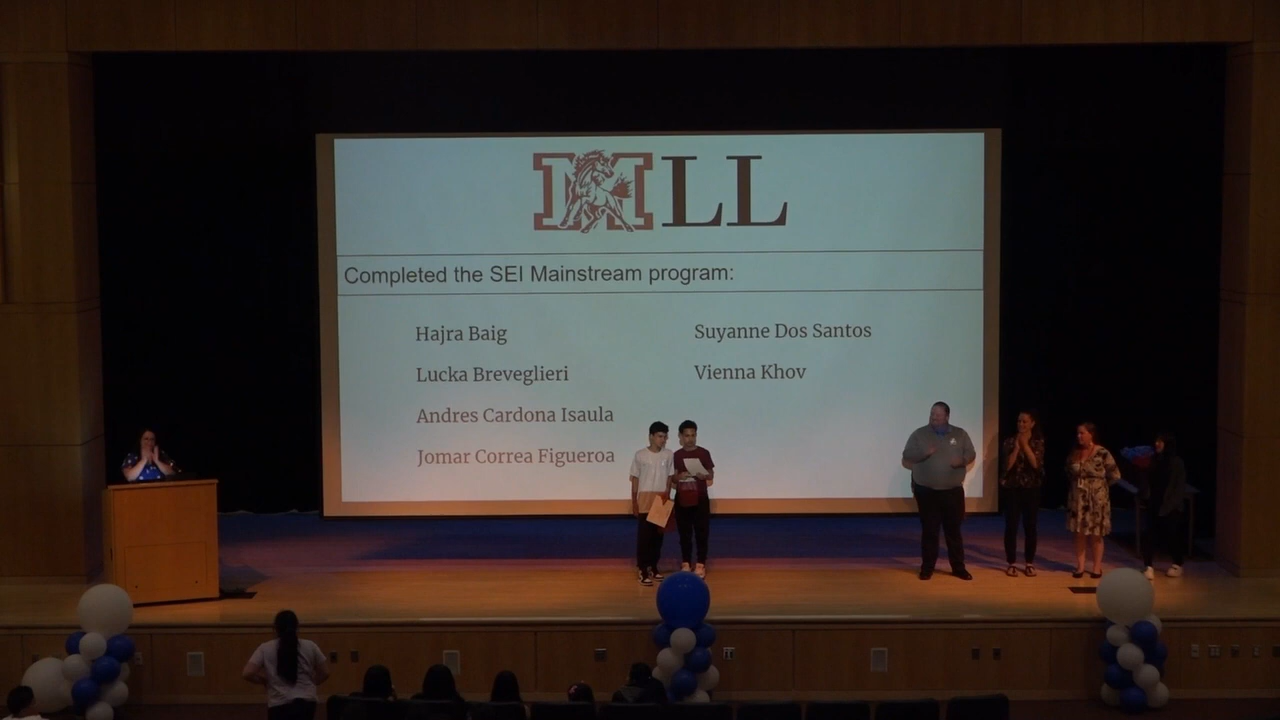 MLL
Completed the SEI Mainstream program:
Hajra Baig
Lucka Breveglieri
Andres Cardona Isaula
Jomar Correa Figueroa
Suyanne Dos Santos
Vienna Khov